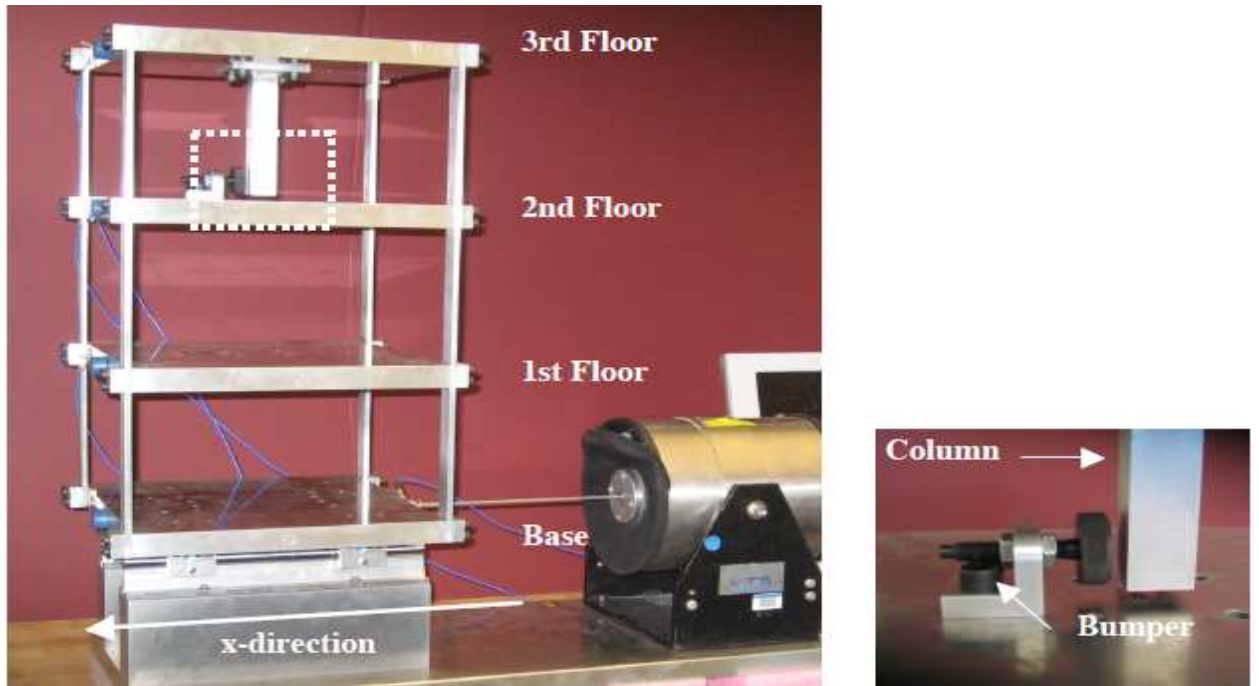 3rd Floor
2nd Floor
1st Floor
Base
x-direction
Column
Bumper